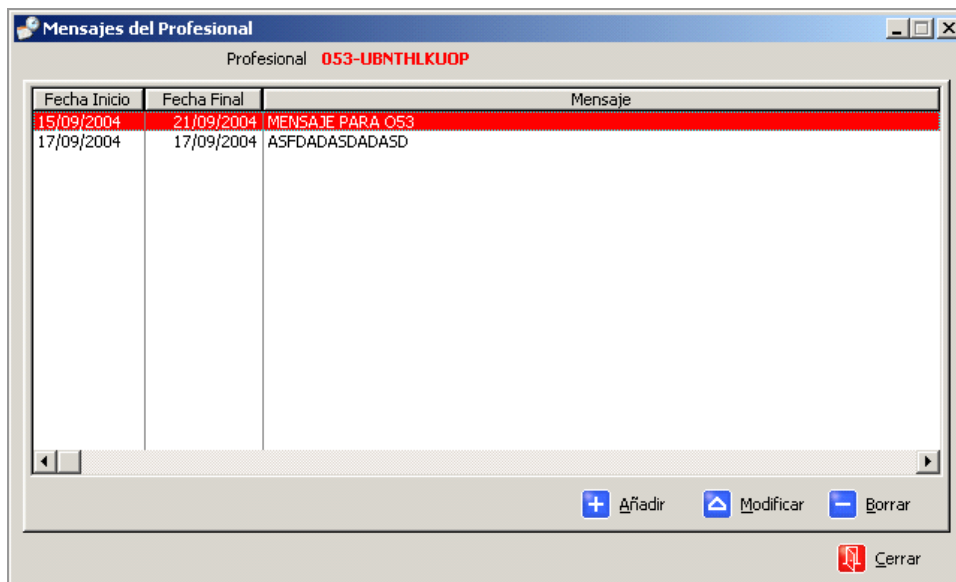 Mensajes del Profesional
Profesional O53-UBNTHLKUOP
Fecha Inicio Fecha Final Mensaje
15/09/2004 21/09/2004 MENSAJE PARA O53
17/09/2004 17/09/2004 ASFDADASDADASD
Añadir Modificar Borrar
Cerrar